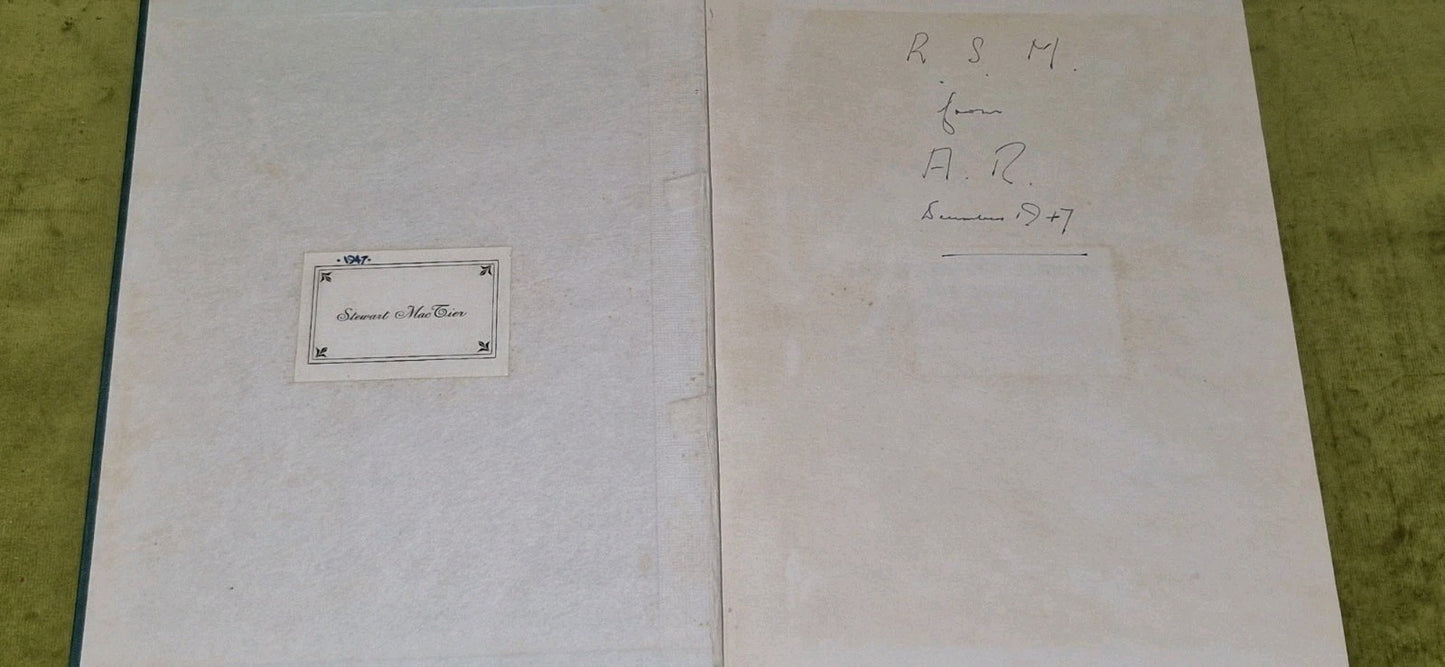 ·1947·
Stewart MacTier
R S M.
from
A. R.
December 1947